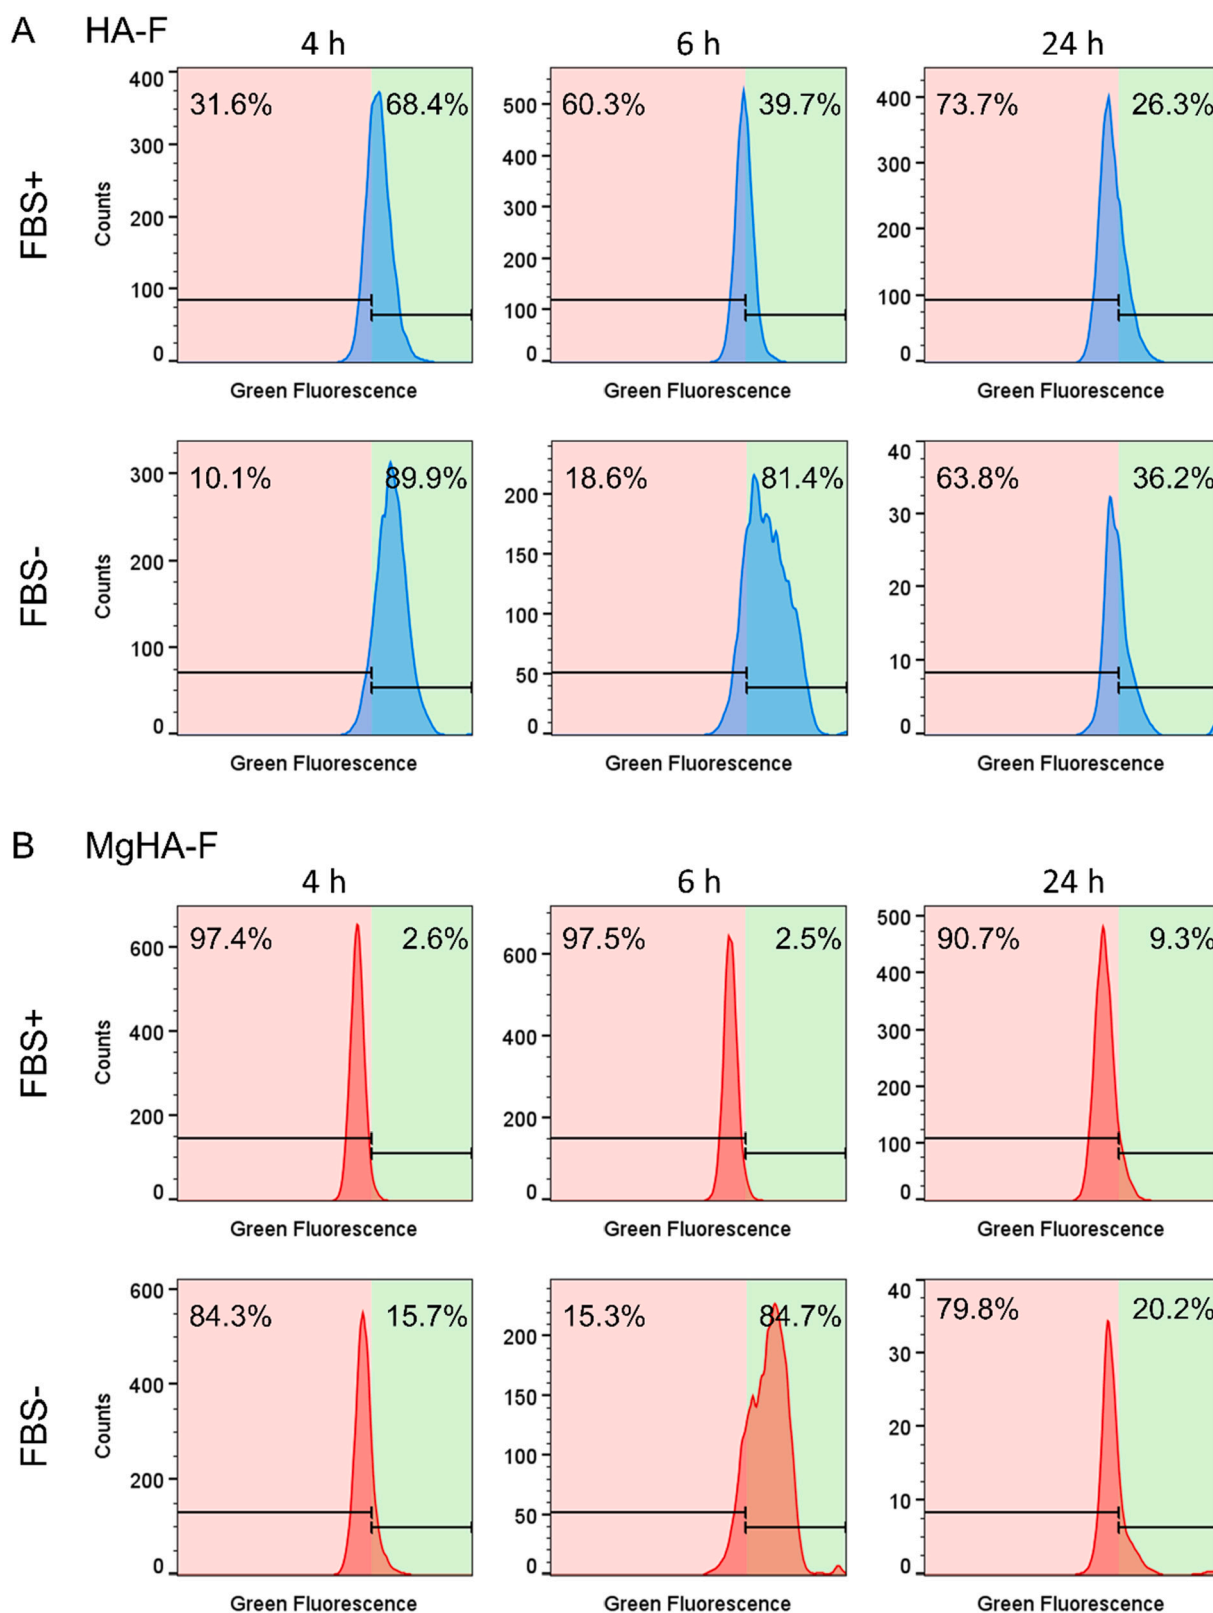 A HA-F
4 h 6 h 24 h
FBS+
Counts
400
300
200
100
0
31.6% 68.4%
Green Fluorescence
500
400
300
200
100
0
60.3% 39.7%
Green Fluorescence
400
300
200
100
0
73.7% 26.3%
Green Fluorescence
FBS-
Counts
300
200
100
0
10.1% 89.9%
Green Fluorescence
200
150
100
50
0
18.6% 81.4%
Green Fluorescence
40
30
20
10
0
63.8% 36.2%
Green Fluorescence
B MgHA-F
4 h 6 h 24 h
FBS+
Counts
600
400
200
0
97.4% 2.6%
Green Fluorescence
600
400
200
0
97.5% 2.5%
Green Fluorescence
500
400
300
200
100
0
90.7% 9.3%
Green Fluorescence
FBS-
Counts
600
400
200
0
84.3% 15.7%
Green Fluorescence
200
150
100
50
0
15.3% 84.7%
Green Fluorescence
40
30
20
10
0
79.8% 20.2%
Green Fluorescence